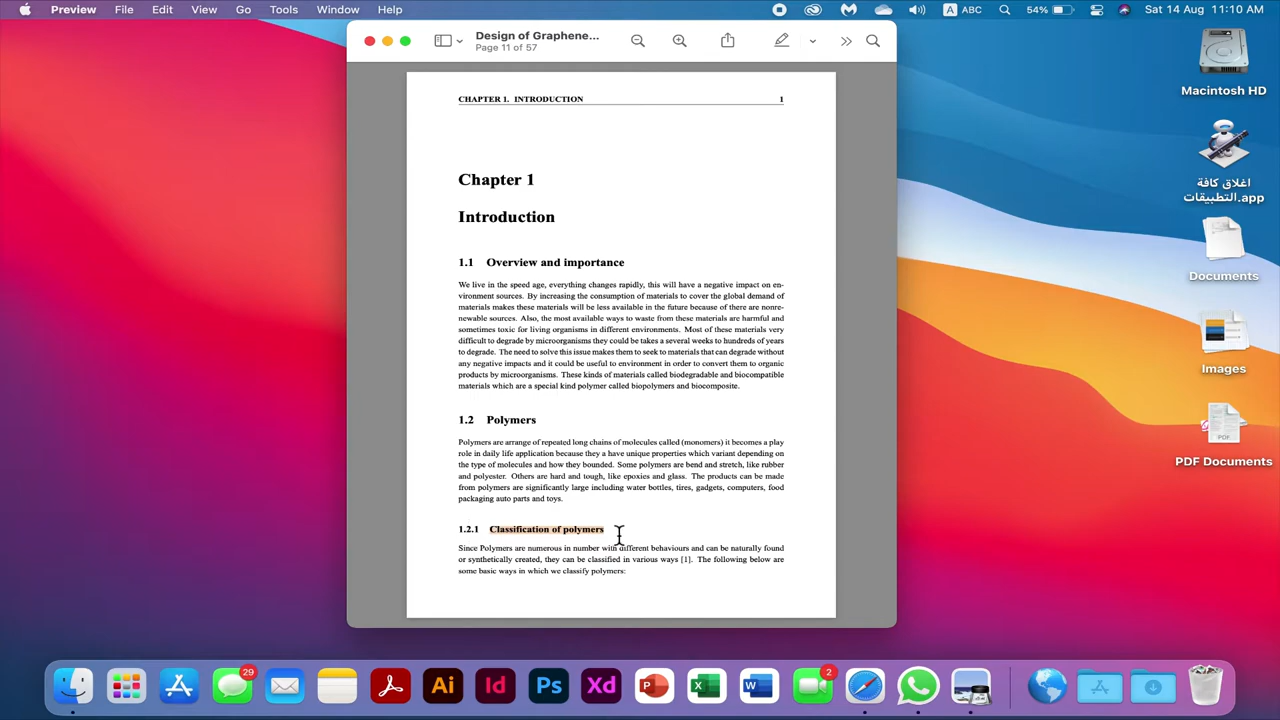 Preview File Edit View Go Tools Window Help
ABC 54% Sat 14 Aug 11:10 AM
Design of Graphene...
Page 11 of 57
CHAPTER 1. INTRODUCTION 1
Chapter 1
Introduction
1.1 Overview and importance
We live in the speed age, everything changes rapidly, this will have a negative impact on en-
vironment sources. By increasing the consumption of materials to cover the global demand of
materials makes these materials will be less available in the future because of there are nonre-
newable sources. Also, the most available ways to waste from these materials are harmful and
sometimes toxic for living organisms in different environments. Most of these materials very
difficult to degrade by microorganisms they could be takes a several weeks to hundreds of years
to degrade. The need to solve this issue makes them to seek to materials that can degrade without
any negative impacts and it could be useful to environment in order to convert them to organic
products by microorganisms. These kinds of materials called biodegradable and biocompatible
materials which are a special kind polymer called biopolymers and biocomposite.
1.2 Polymers
Polymers are arrange of repeated long chains of molecules called (monomers) it becomes a play
role in daily life application because they a have unique properties which variant depending on
the type of molecules and how they bounded. Some polymers are bend and stretch, like rubber
and polyester. Others are hard and tough, like epoxies and glass. The products can be made
from polymers are significantly large including water bottles, tires, gadgets, computers, food
packaging auto parts and toys.
1.2.1 Classification of polymers
Since Polymers are numerous in number with different behaviours and can be naturally found
or synthetically created, they can be classified in various ways [1]. The following below are
some basic ways in which we classify polymers:
Macintosh HD
اغلاق كافة
التطبيقات.app
Documents
Images
PDF
PDF Documents
29
Ai
Id
Ps
Xd
P
X
W
2